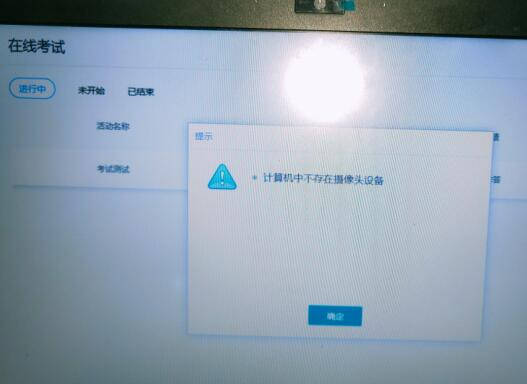 在线考试
进行中 未开始 已结束
活动名称
提示
考试测试
* 计算机中不存在摄像头设备
确定